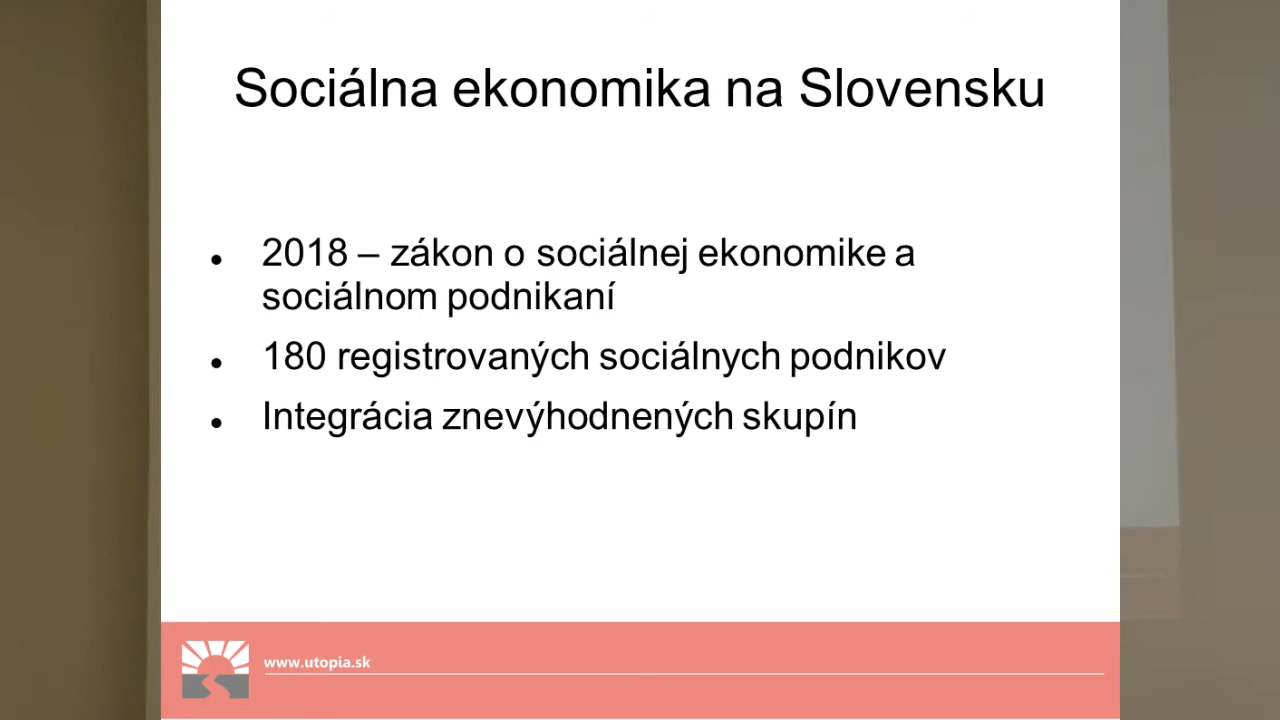 Sociálna ekonomika na Slovensku
2018 – zákon o sociálnej ekonomike a
sociálnom podnikaní
180 registrovaných sociálnych podnikov
Integrácia znevýhodnených skupín
www.utopia.sk